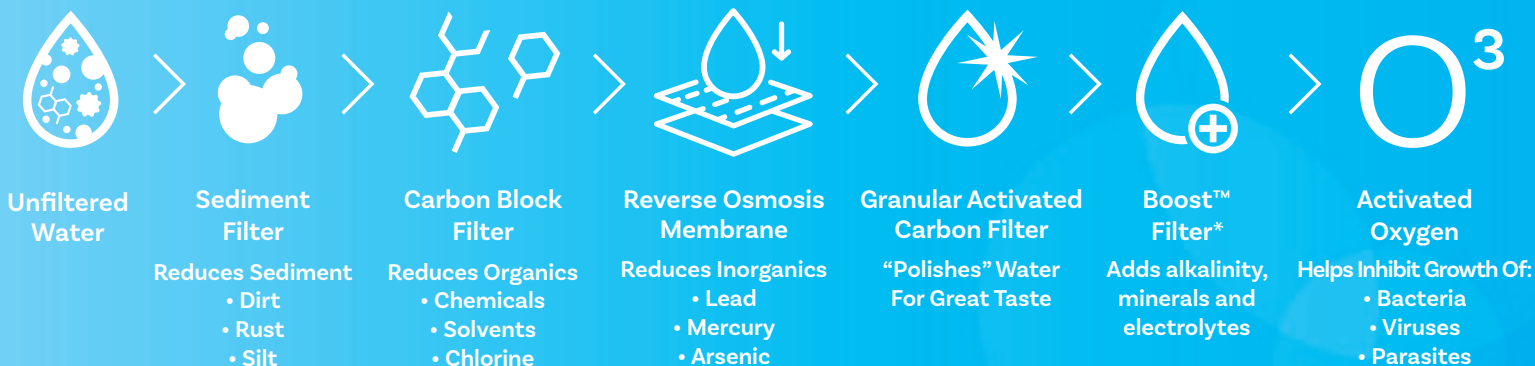 Unfiltered
Water
Sediment
Filter
Reduces Sediment
• Dirt
• Rust
• Silt
Carbon Block
Filter
Reduces Organics
• Chemicals
• Solvents
• Chlorine
Reverse Osmosis
Membrane
Reduces Inorganics
• Lead
• Mercury
• Arsenic
Granular Activated
Carbon Filter
“Polishes” Water
For Great Taste
Boost™
Filter*
Adds alkalinity,
minerals and
electrolytes
O³
Activated
Oxygen
Helps Inhibit Growth Of:
• Bacteria
• Viruses
• Parasites